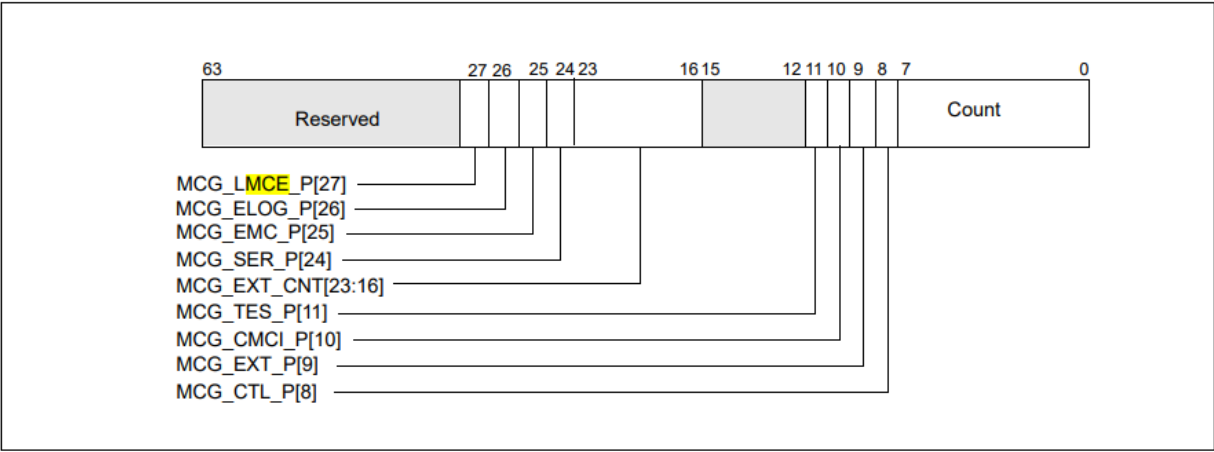 63 27 26 25 24 23 16 15 12 11 10 9 8 7 0
Reserved Count
MCG_LMCE_P[27]
MCG_ELOG_P[26]
MCG_EMC_P[25]
MCG_SER_P[24]
MCG_EXT_CNT[23:16]
MCG_TES_P[11]
MCG_CMCI_P[10]
MCG_EXT_P[9]
MCG_CTL_P[8]